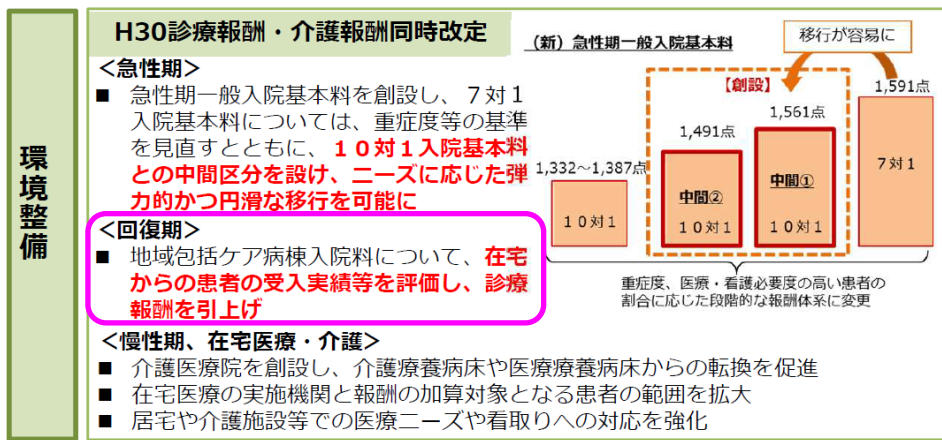 環境整備
H30診療報酬・介護報酬同時改定
＜急性期＞
■ 急性期一般入院基本料を創設し、７対１
入院基本料については、重症度等の基準
を見直すとともに、１０対１入院基本料
との中間区分を設け、ニーズに応じた弾
力的かつ円滑な移行を可能に
＜回復期＞
■ 地域包括ケア病棟入院料について、在宅
からの患者の受入実績等を評価し、診療
報酬を引上げ
＜慢性期、在宅医療・介護＞
■ 介護医療院を創設し、介護療養病床や医療療養病床からの転換を促進
■ 在宅医療の実施機関と報酬の加算対象となる患者の範囲を拡大
■ 居宅や介護施設等での医療ニーズや看取りへの対応を強化
（新）急性期一般入院基本料
移行が容易に
【創設】
1,332～1,387点
１０対１
1,491点
中間②
１０対１
1,561点
中間①
１０対１
1,591点
７対１
重症度、医療・看護必要度の高い患者の
割合に応じた段階的な報酬体系に変更